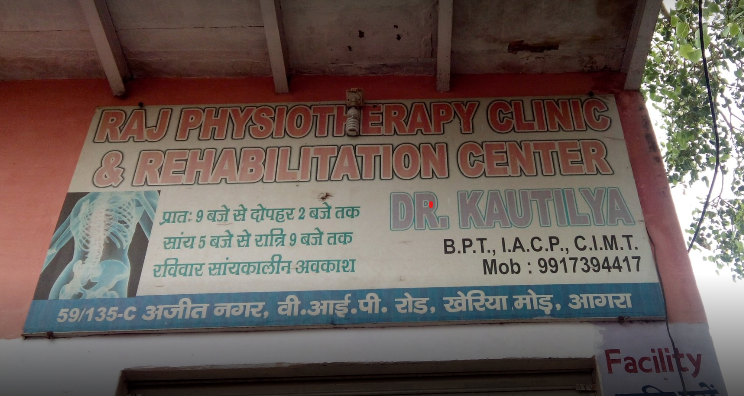 RAJ PHYSIOTHERAPY CLINIC
& REHABILITATION CENTER
प्रातः 9 बजे से दोपहर 2 बजे तक
सांय 5 बजे से रात्रि 9 बजे तक
रविवार सांयकालीन अवकाश
DR. KAUTILYA
B.P.T., I.A.C.P., C.I.M.T.
Mob : 9917394417
59/135-C अजीत नगर, वी.आई.पी. रोड, खेरिया मोड़, आगरा
Facility